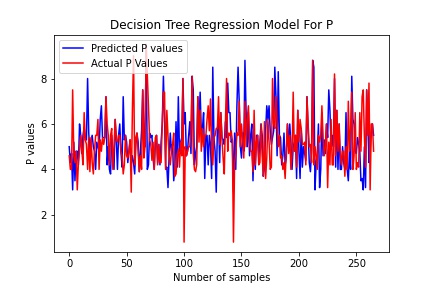 Decision Tree Regression Model For P
Predicted P values
Actual P Values
P values
8
6
4
2
0
50
100
150
200
250
Number of samples